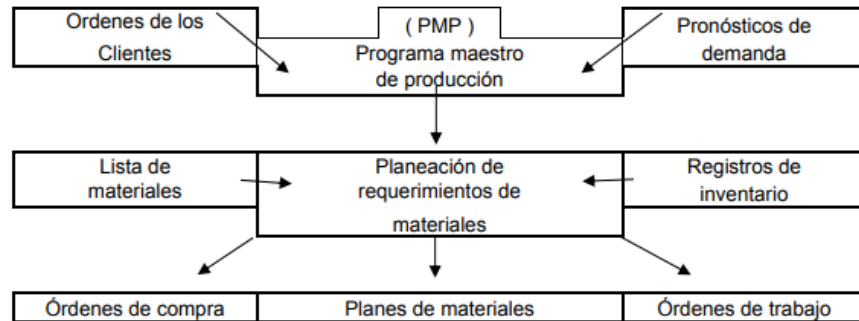 Ordenes de los
Clientes
( PMP )
Programa maestro
de producción
Pronósticos de
demanda
Lista de
materiales
Planeación de
requerimientos de
materiales
Registros de
inventario
Órdenes de compra
Planes de materiales
Órdenes de trabajo